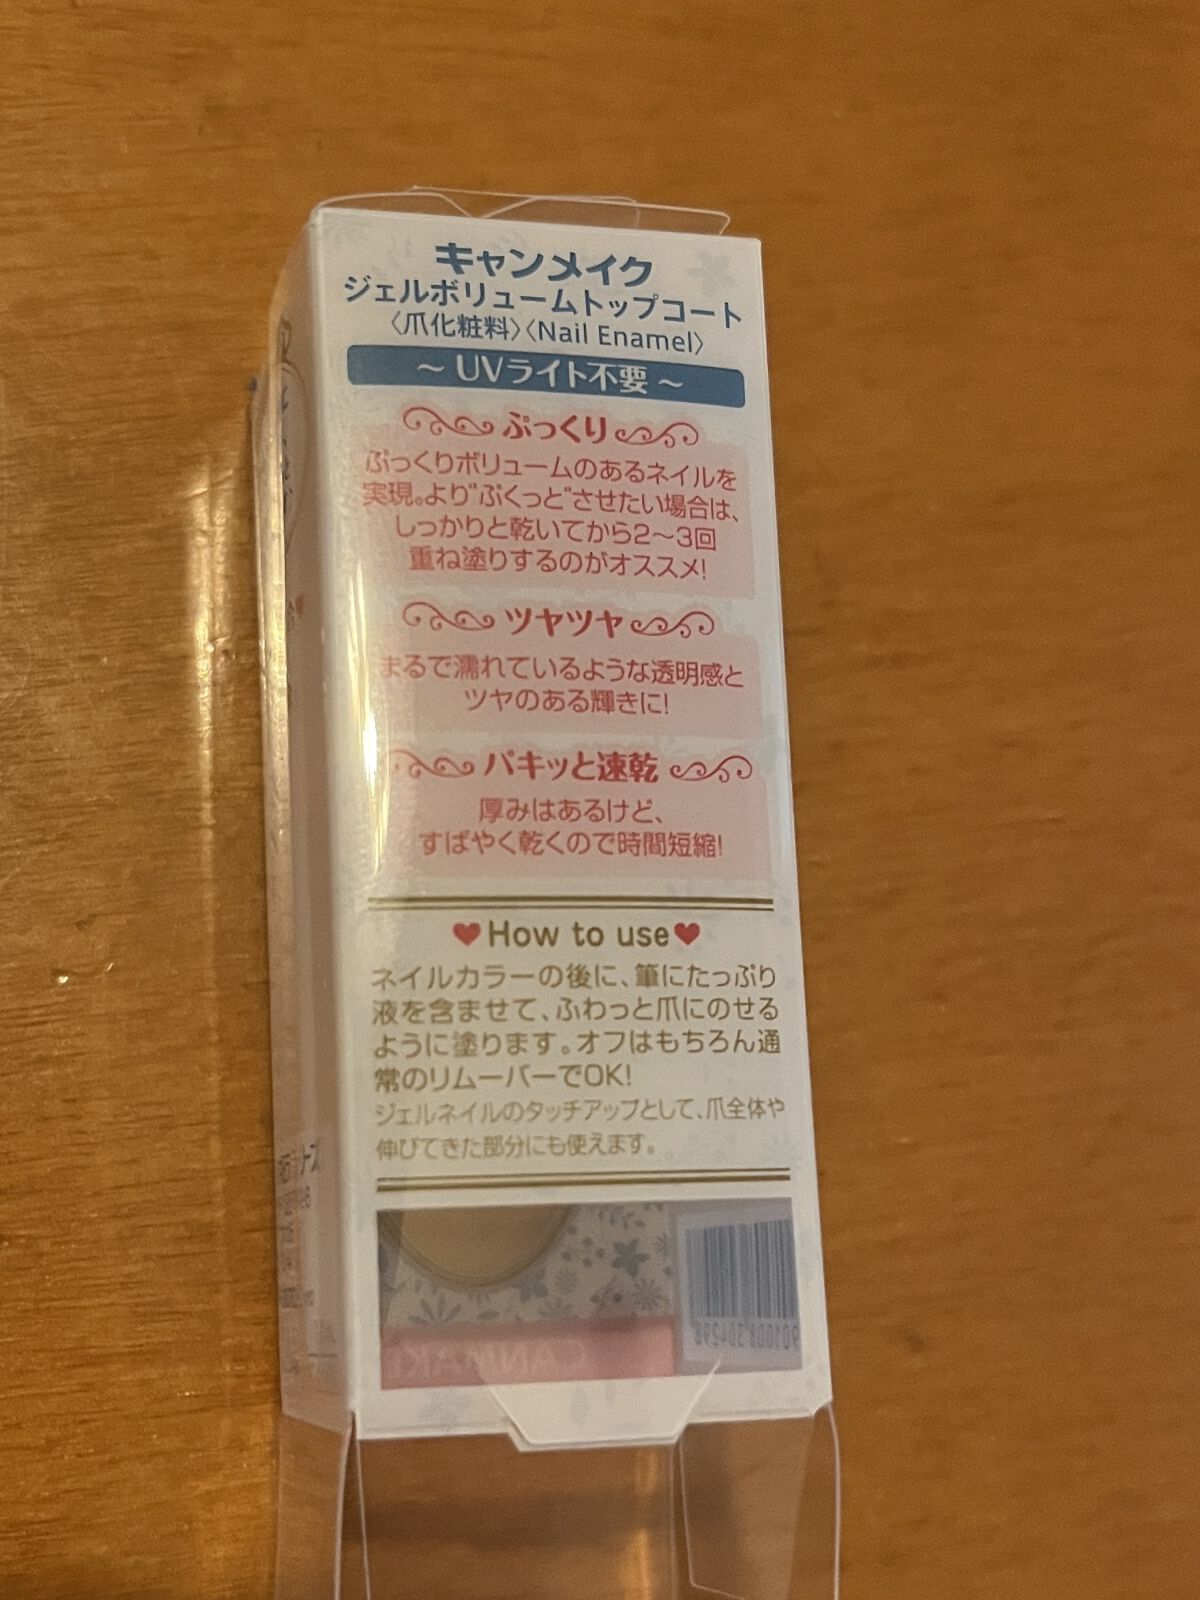 キャンメイク
ジェルボリュームトップコート
〈爪化粧料〉〈Nail Enamel〉
～ UVライト不要 ～
ぷっくり
ぷっくりボリュームのあるネイルを
実現。より"ぷくっと"させたい場合は、
しっかりと乾いてから2～3回
重ね塗りするのがオススメ!
ツヤツヤ
まるで濡れているような透明感と
ツヤのある輝きに!
パキッと速乾
厚みはあるけど、
すばやく乾くので時間短縮!
♥How to use♥
ネイルカラーの後に、筆にたっぷり
液を含ませて、ふわっと爪にのせる
ように塗ります。オフはもちろん通
常のリムーバーでOK!
ジェルネイルのタッチアップとして、爪全体や
伸びてきた部分にも使えます。
CANMAKE